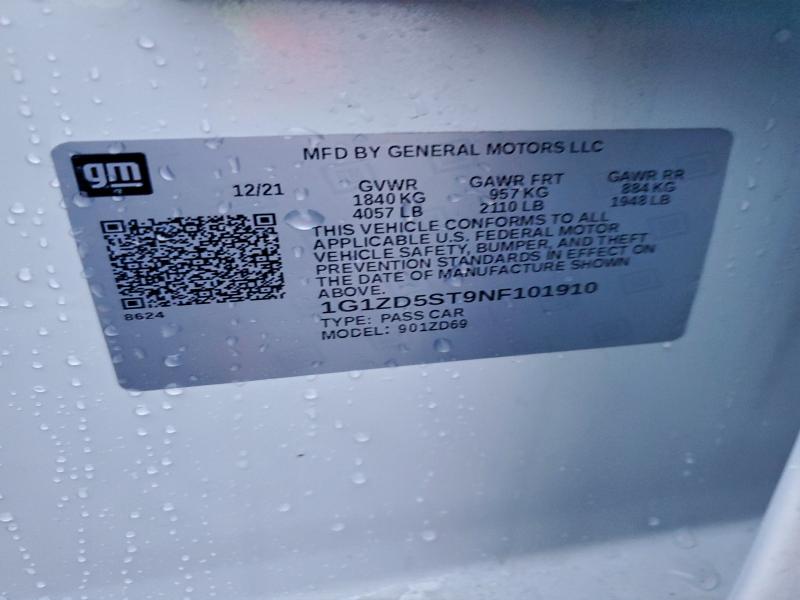 gm
MFD BY GENERAL MOTORS LLC
12/21
GVWR
1840 KG
4057 LB
GAWR FRT
957 KG
2110 LB
GAWR RR
884 KG
1948 LB
THIS VEHICLE CONFORMS TO ALL
APPLICABLE U.S. FEDERAL MOTOR
VEHICLE SAFETY, BUMPER, AND THEFT
PREVENTION STANDARDS IN EFFECT ON
THE DATE OF MANUFACTURE SHOWN
ABOVE.
1G1ZD5ST9NF101910
TYPE: PASS CAR
MODEL: 901ZD69
8624